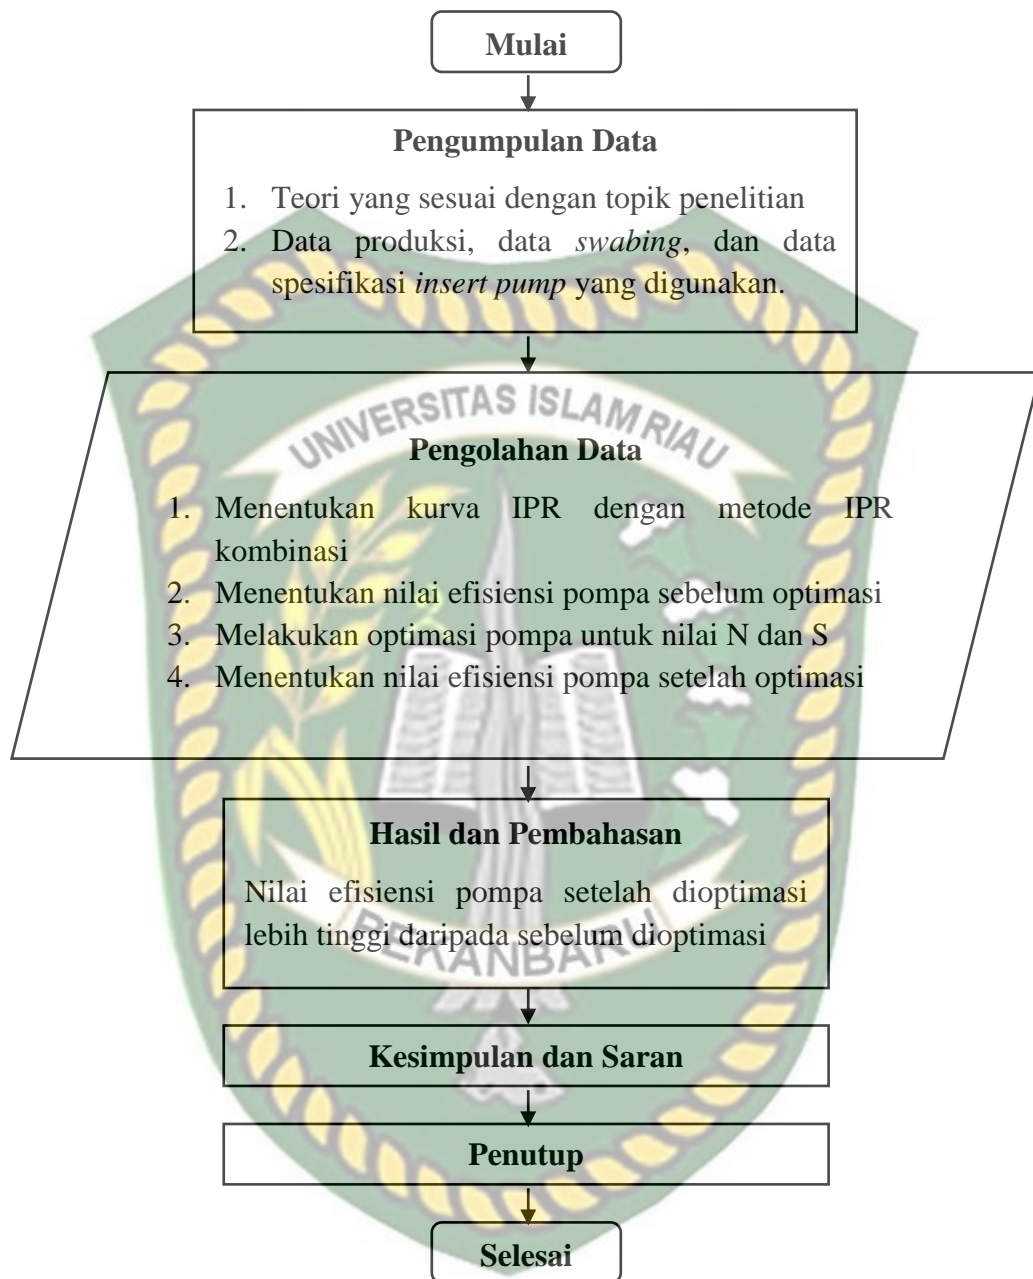 Mulai
Pengumpulan Data
1. Teori yang sesuai dengan topik penelitian
2. Data produksi, data swabing, dan data
spesifikasi insert pump yang digunakan.
UNIVERSITAS ISLAM RIAU
Pengolahan Data
1. Menentukan kurva IPR dengan metode IPR
kombinasi
2. Menentukan nilai efisiensi pompa sebelum optimasi
3. Melakukan optimasi pompa untuk nilai N dan S
4. Menentukan nilai efisiensi pompa setelah optimasi
Hasil dan Pembahasan
Nilai efisiensi pompa setelah dioptimasi
lebih tinggi daripada sebelum dioptimasi
PEKANBARU
Kesimpulan dan Saran
Penutup
Selesai